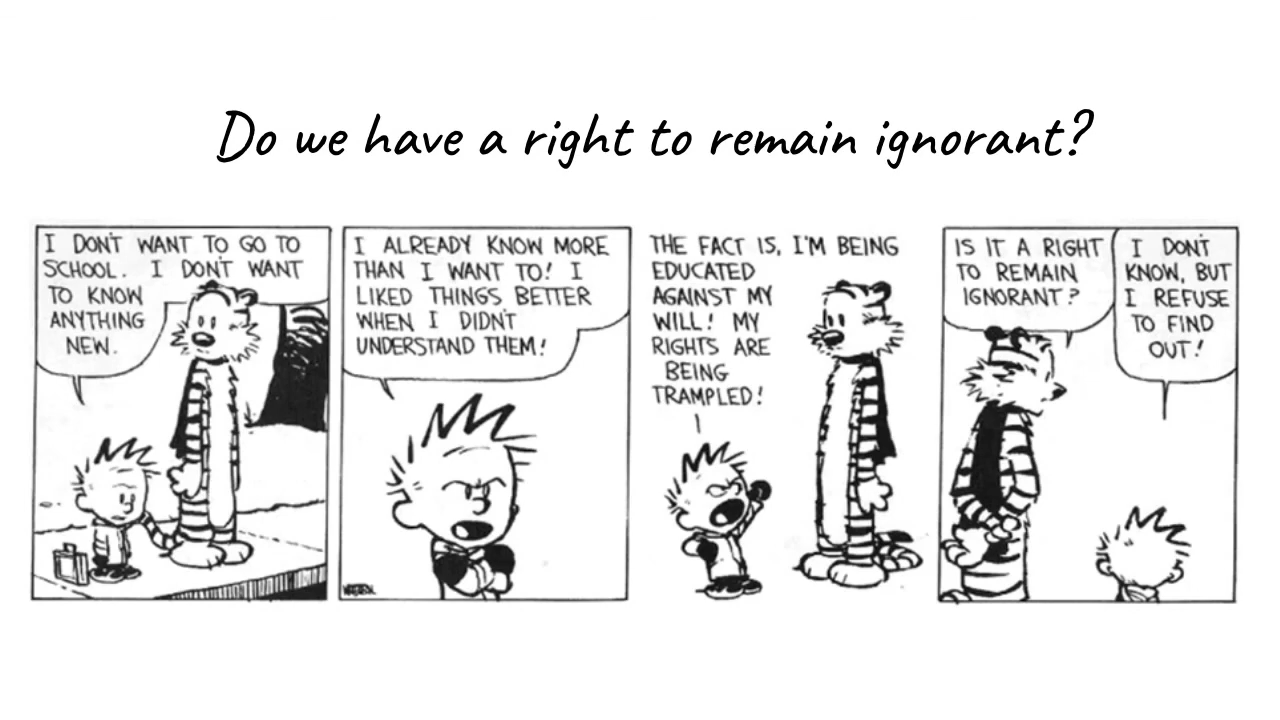 Do we have a right to remain ignorant?
I DON'T WANT TO GO TO
SCHOOL. I DON'T WANT
TO KNOW
ANYTHING
NEW.
I ALREADY KNOW MORE
THAN I WANT TO! I
LIKED THINGS BETTER
WHEN I DIDN'T
UNDERSTAND THEM!
THE FACT IS, I'M BEING
EDUCATED
AGAINST MY
WILL! MY
RIGHTS ARE
BEING
TRAMPLED!
IS IT A RIGHT
TO REMAIN
IGNORANT?
I DON'T
KNOW, BUT
I REFUSE
TO FIND
OUT!